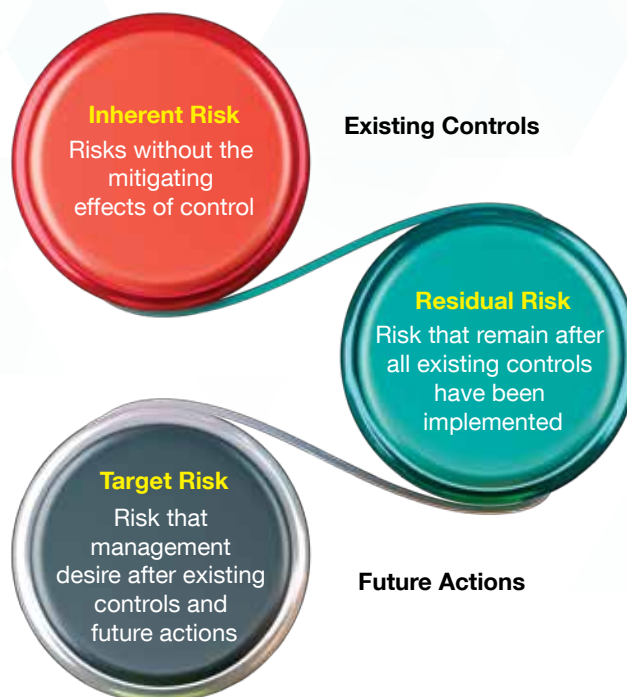 Inherent Risk
Risks without the
mitigating
effects of control
Existing Controls
Residual Risk
Risk that remain after
all existing controls
have been
implemented
Target Risk
Risk that
management
desire after existing
controls and
future actions
Future Actions